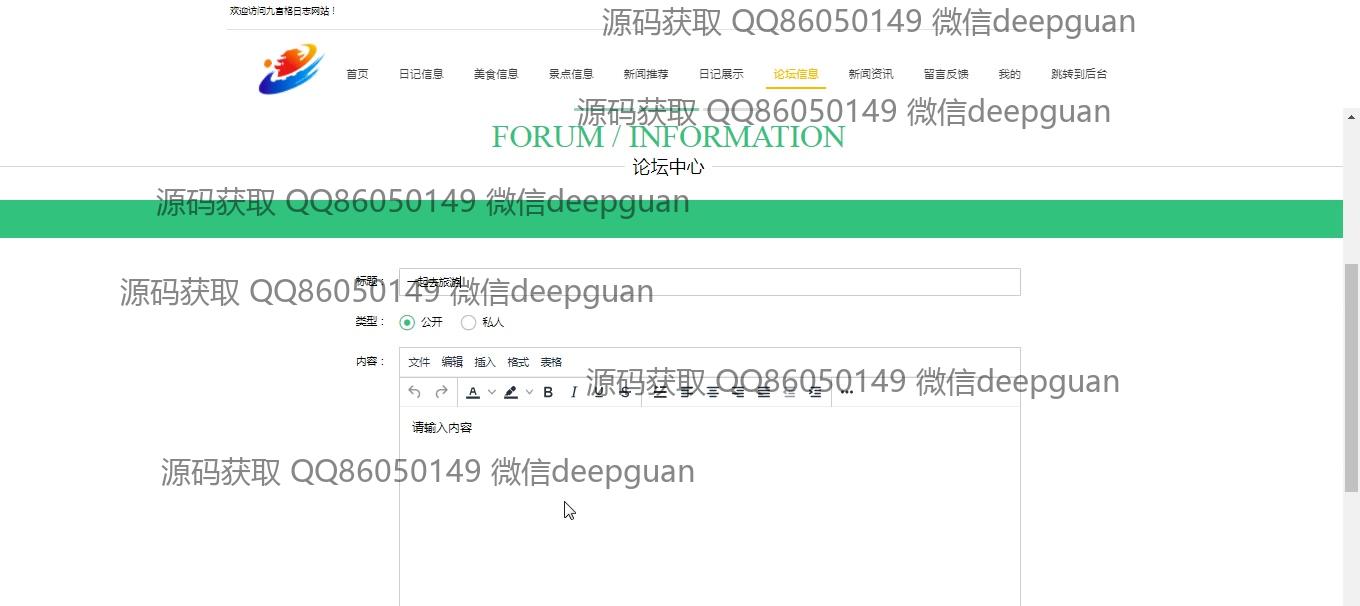 欢迎访问九宫格日志网站！
源码获取 QQ86050149 微信deepguan
首页 日记信息 美食信息 景点信息 新闻推荐 日记展示 论坛信息 新闻资讯 留言反馈 我的 跳转到后台
源码获取 QQ86050149 微信deepguan
FORUM / INFORMATION
论坛中心
源码获取 QQ86050149 微信deepguan
标题： 一起去旅游
源码获取 QQ86050149 微信deepguan
类型： 公开 私人
内容： 文件 编辑 插入 格式 表格
源码获取 QQ86050149 微信deepguan
A B I U S
请输入内容
源码获取 QQ86050149 微信deepguan